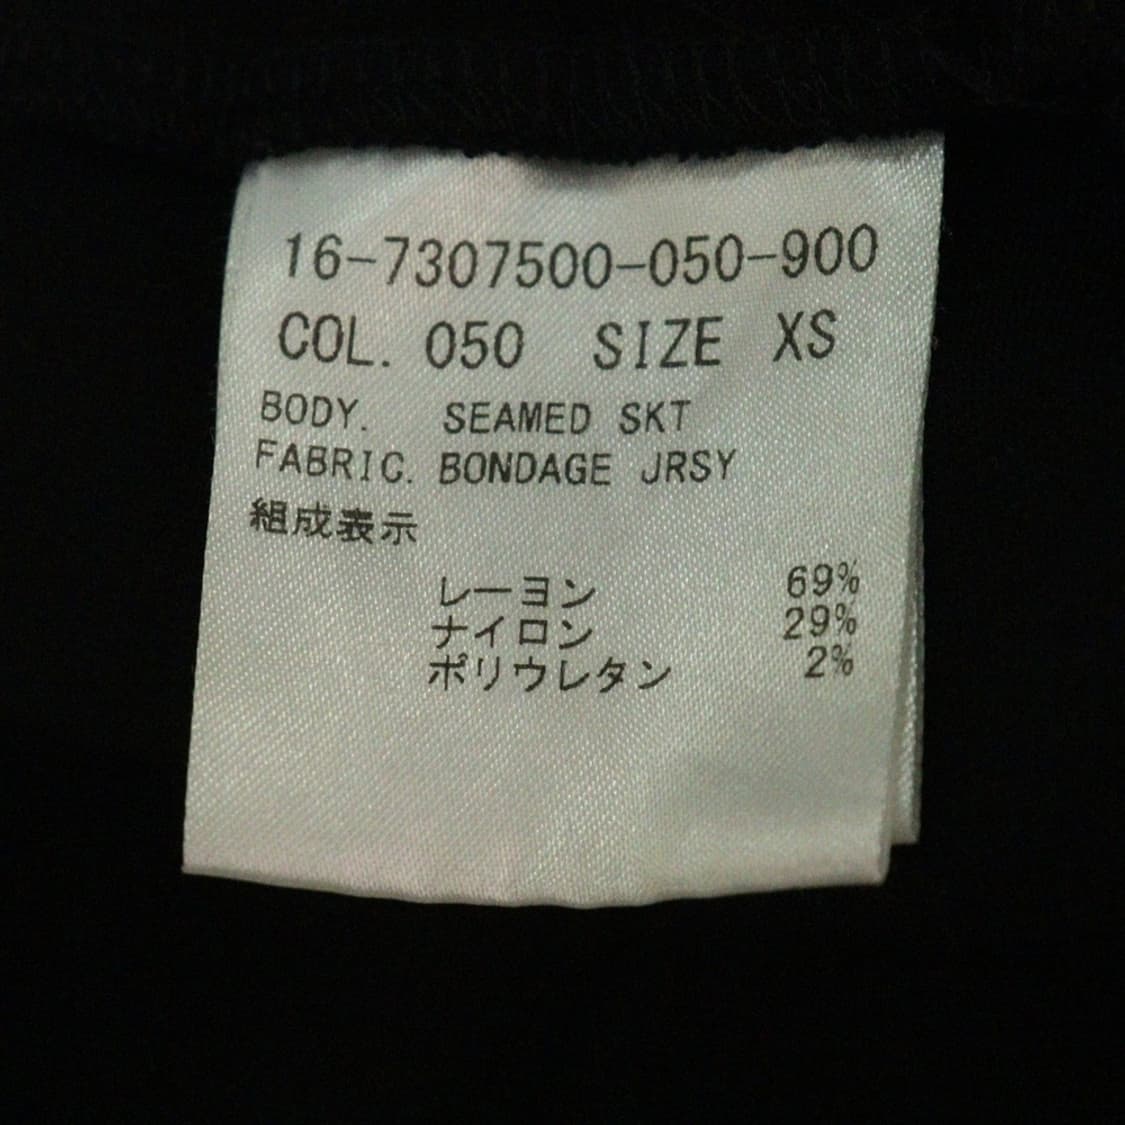 16-7307500-050-900
COL. 050 SIZE XS
BODY. SEAMED SKT
FABRIC. BONDAGE JRSY
組成表示
レーヨン 69%
ナイロン 29%
ポリウレタン 2%